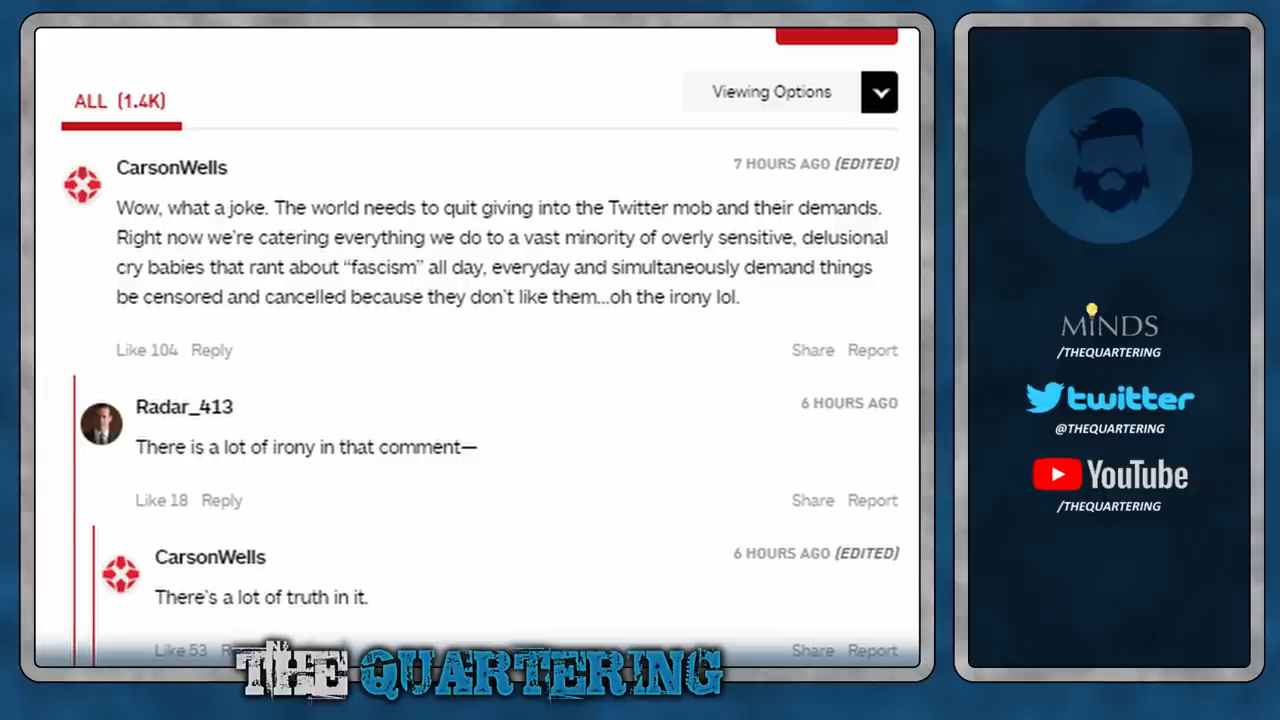 ALL (1.4K)
Viewing Options
CarsonWells
7 HOURS AGO (EDITED)
Wow, what a joke. The world needs to quit giving into the Twitter mob and their demands.
Right now we're catering everything we do to a vast minority of overly sensitive, delusional
cry babies that rant about “fascism” all day, everyday and simultaneously demand things
be censored and cancelled because they don't like them...oh the irony lol.
Like 104 Reply
Share Report
Radar_413
6 HOURS AGO
There is a lot of irony in that comment—
Like 18 Reply
Share Report
CarsonWells
6 HOURS AGO (EDITED)
There's a lot of truth in it.
Like 53
Share Report
THE QUARTERING
MINDS
/THEQUARTERING
twitter
@THEQUARTERING
YouTube
/THEQUARTERING